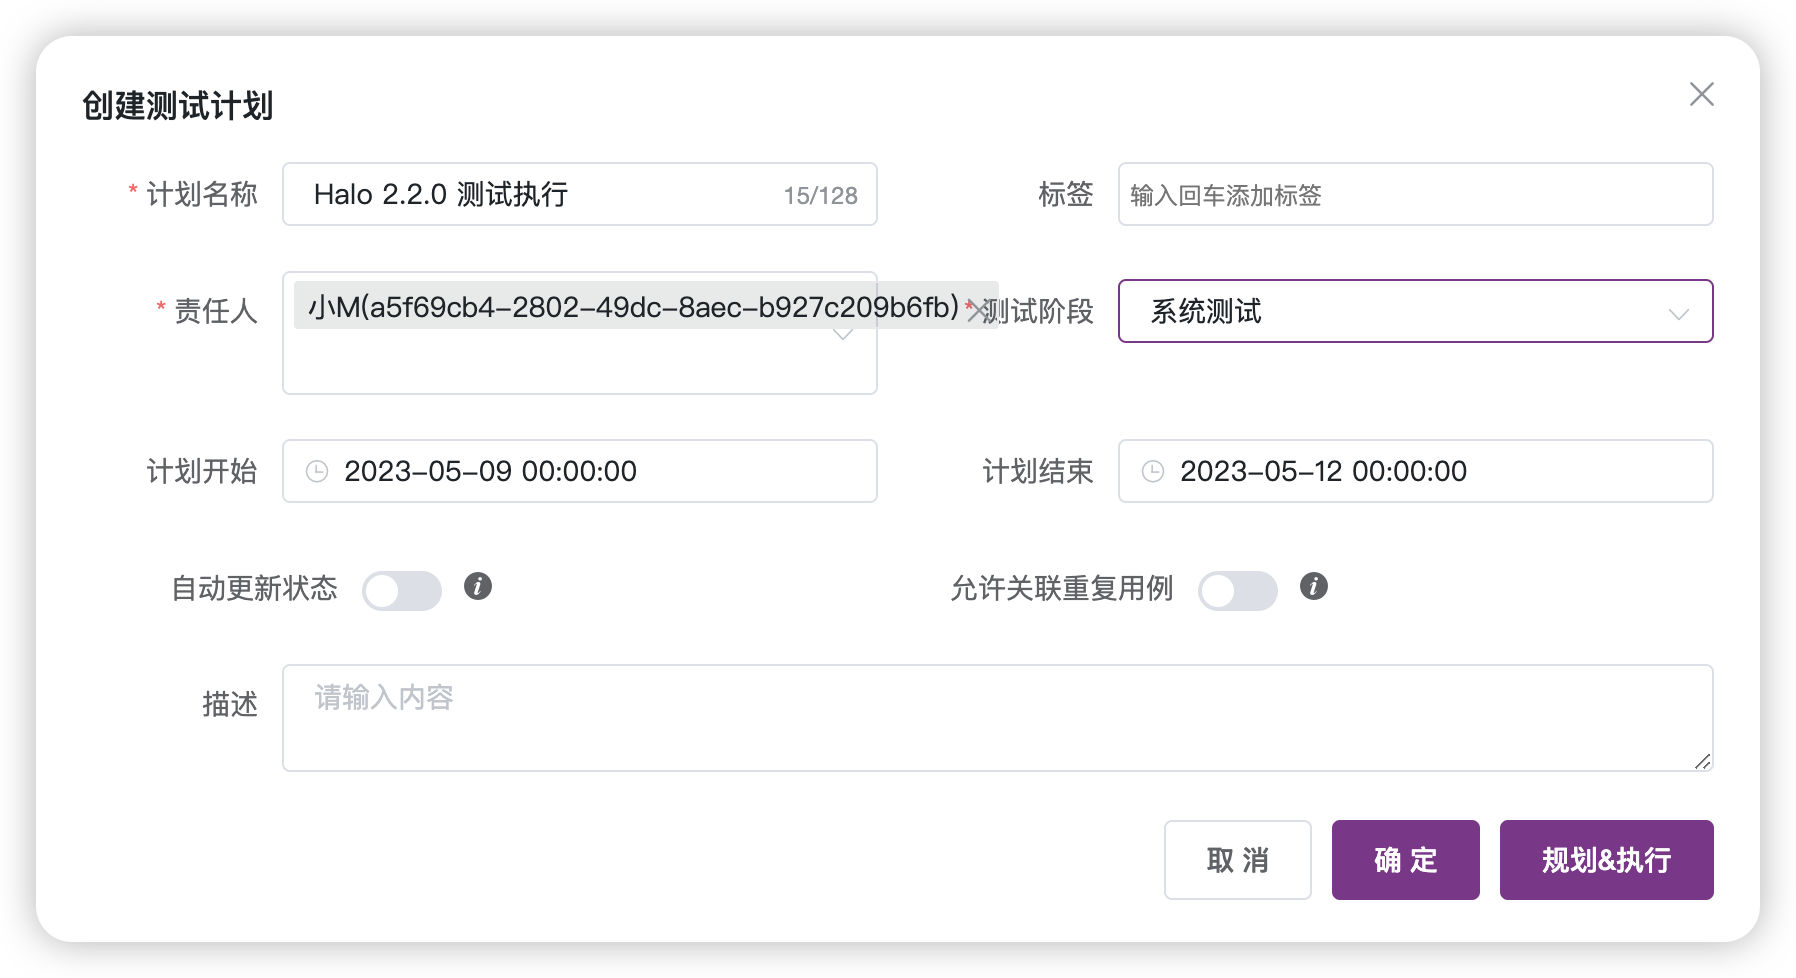 创建测试计划
* 计划名称 Halo 2.2.0 测试执行 15/128 标签 输入回车添加标签
* 责任人 小M(a5f69cb4-2802-49dc-8aec-b927c209b6fb) * 测试阶段 系统测试
计划开始 2023-05-09 00:00:00 计划结束 2023-05-12 00:00:00
自动更新状态 i 允许关联重复用例 i
描述 请输入内容
取 消 确 定 规划&执行